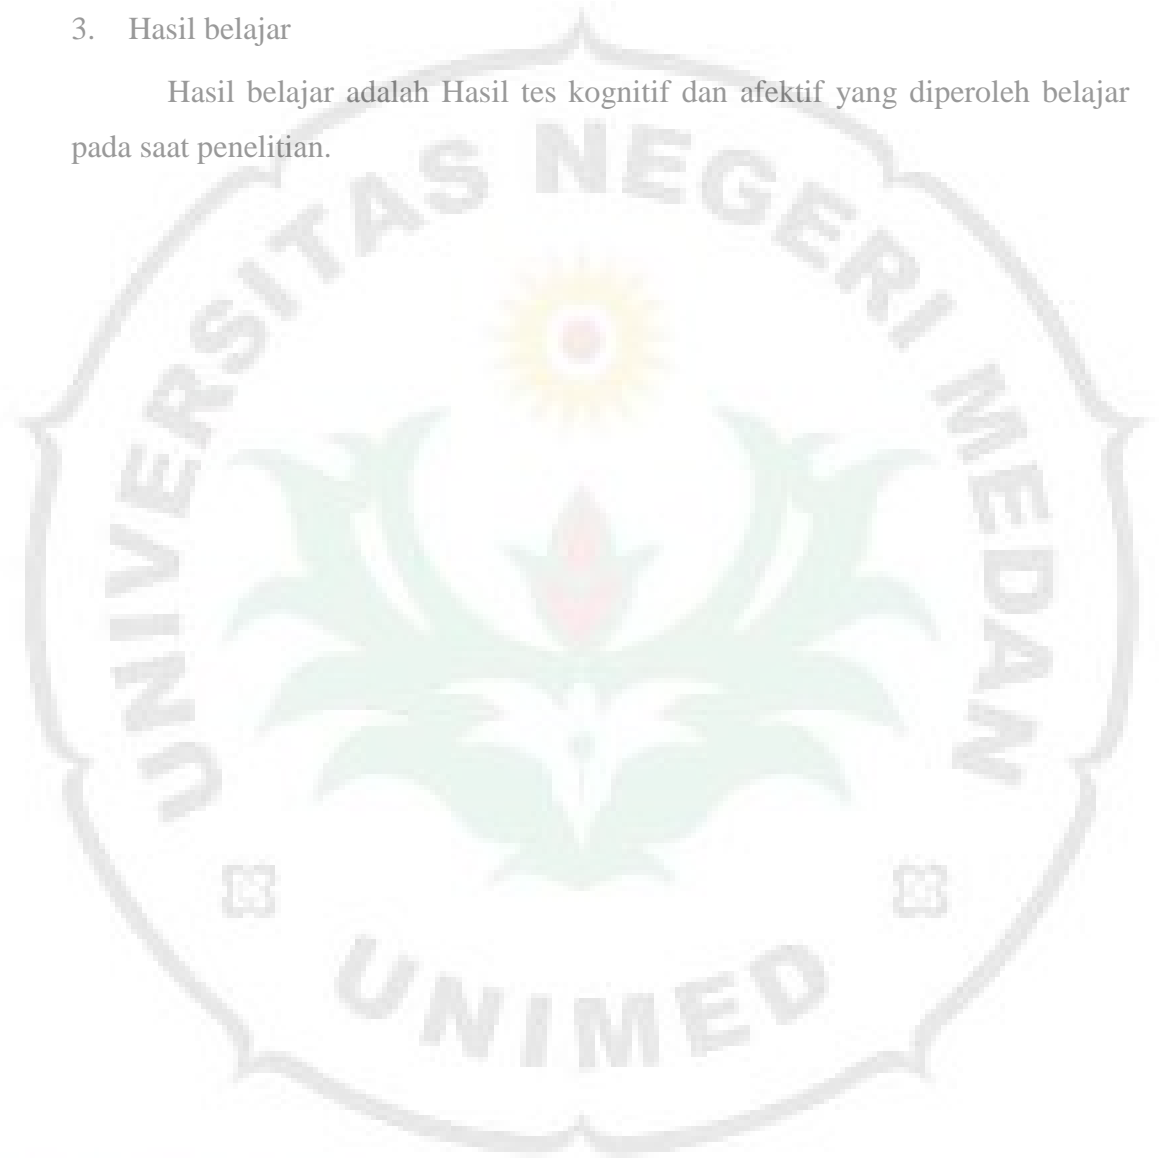 3. Hasil belajar
Hasil belajar adalah Hasil tes kognitif dan afektif yang diperoleh belajar
pada saat penelitian.
UNIVERSITAS NEGERI MEDAN
UNIMED